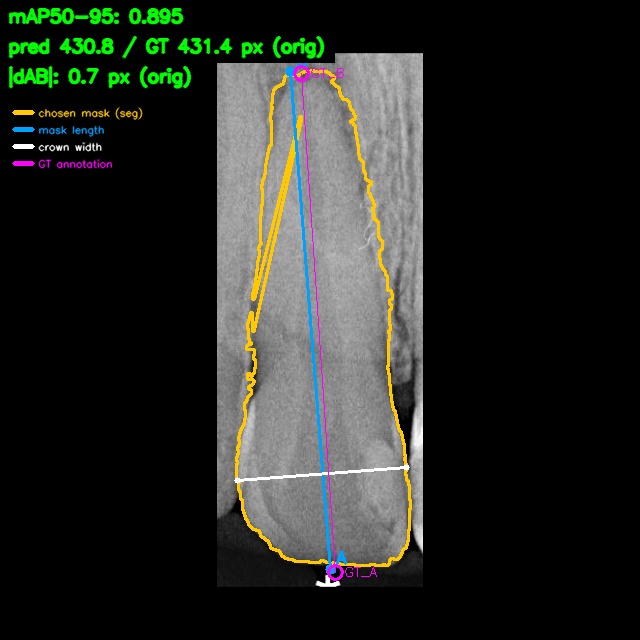 mAP50-95: 0.895
pred 430.8 / GT 431.4 px (orig)
|dAB|: 0.7 px (orig)
chosen mask (seg)
mask length
crown width
GT annotation
B
A
GT_A